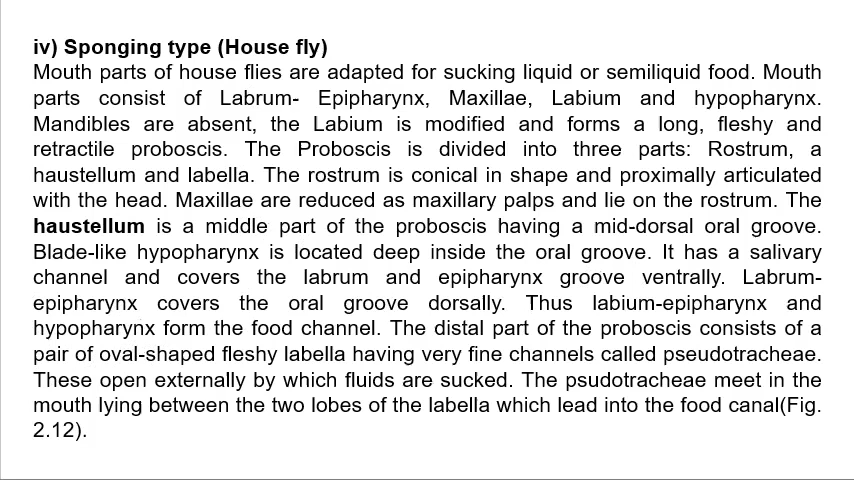 iv) Sponging type (House fly)
Mouth parts of house flies are adapted for sucking liquid or semiliquid food. Mouth
parts consist of Labrum- Epipharynx, Maxillae, Labium and hypopharynx.
Mandibles are absent, the Labium is modified and forms a long, fleshy and
retractile proboscis. The Proboscis is divided into three parts: Rostrum, a
haustellum and labella. The rostrum is conical in shape and proximally articulated
with the head. Maxillae are reduced as maxillary palps and lie on the rostrum. The
haustellum is a middle part of the proboscis having a mid-dorsal oral groove.
Blade-like hypopharynx is located deep inside the oral groove. It has a salivary
channel and covers the labrum and epipharynx groove ventrally. Labrum-
epipharynx covers the oral groove dorsally. Thus labium-epipharynx and
hypopharynx form the food channel. The distal part of the proboscis consists of a
pair of oval-shaped fleshy labella having very fine channels called pseudotracheae.
These open externally by which fluids are sucked. The psudotracheae meet in the
mouth lying between the two lobes of the labella which lead into the food canal(Fig.
2.12).